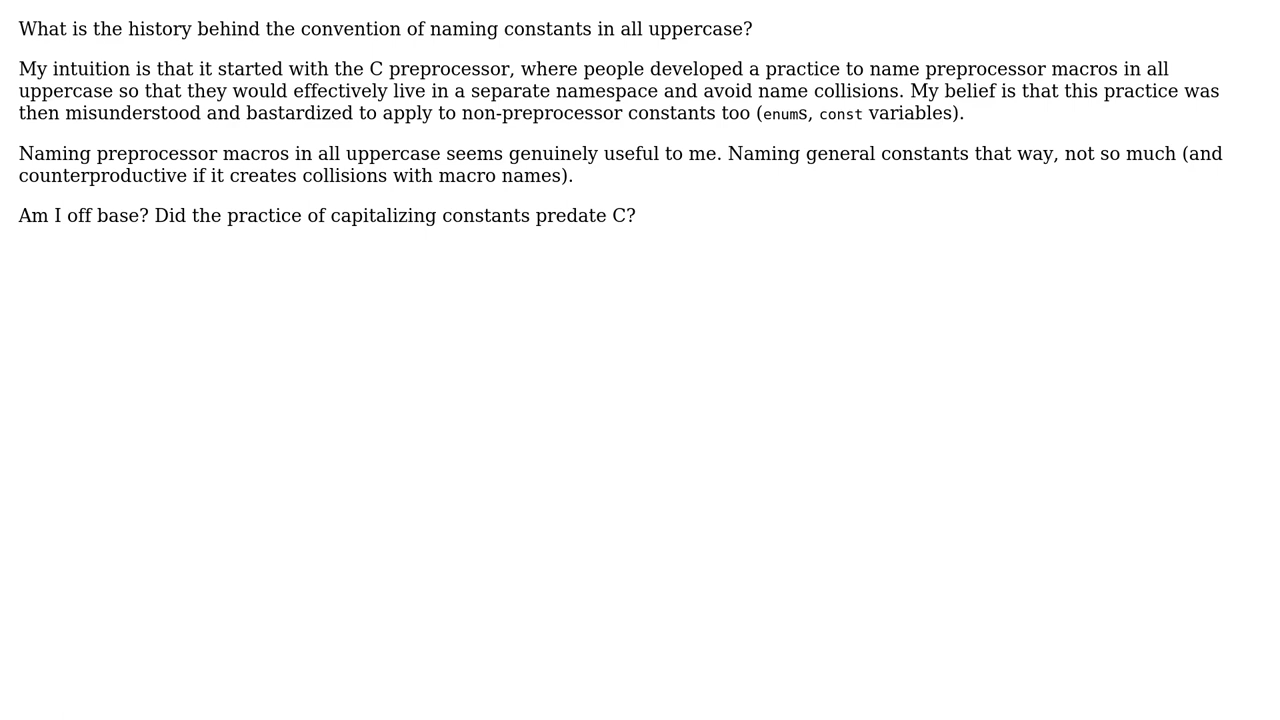 What is the history behind the convention of naming constants in all uppercase?
My intuition is that it started with the C preprocessor, where people developed a practice to name preprocessor macros in all
uppercase so that they would effectively live in a separate namespace and avoid name collisions. My belief is that this practice was
then misunderstood and bastardized to apply to non-preprocessor constants too (enums, const variables).
Naming preprocessor macros in all uppercase seems genuinely useful to me. Naming general constants that way, not so much (and
counterproductive if it creates collisions with macro names).
Am I off base? Did the practice of capitalizing constants predate C?